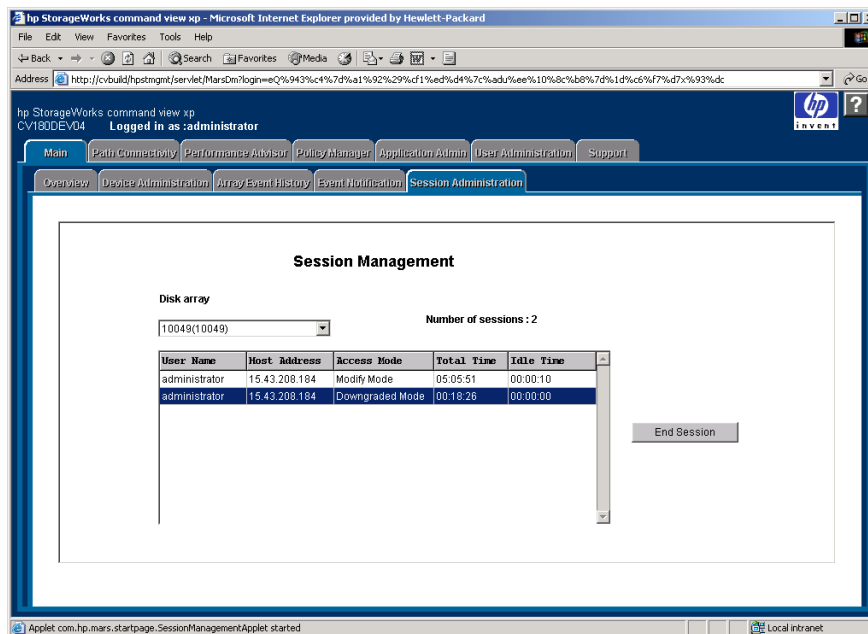 hp StorageWorks command view xp - Microsoft Internet Explorer provided by Hewlett-Packard
File Edit View Favorites Tools Help
Back Search Favorites Media
Address http://cvbuild/hpstmgmt/servlet/MarsDm?login=eQ%943%c4%7d%a1%92%29%cf1%ed%d4%7c%adu%ee%10%8c%b8%7d%1d%c6%f7%d7x%93%dc Go
hp StorageWorks command view xp
CV180DEV04 Logged in as :administrator
hp
invent
?
Main Path Connectivity Performance Advisor Policy Manager Application Admin User Administration Support
Overview Device Administration Array Event History Event Notification Session Administration
Session Management
Disk array
10049(10049)
Number of sessions : 2
User Name Host Address Access Mode Total Time Idle Time
administrator 15.43.208.184 Modify Mode 05:05:51 00:00:10
administrator 15.43.208.184 Downgraded Mode 00:18:26 00:00:00
End Session
Applet com.hp.mars.startpage.SessionManagementApplet started Local intranet